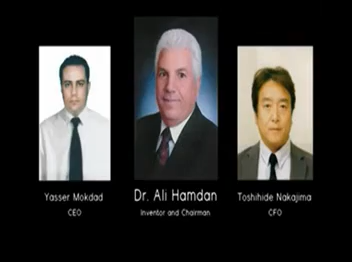 Yasser Mokdad
CEO
Dr. Ali Hamdan
Inventor and Chairman
Toshihide Nakajima
CFO